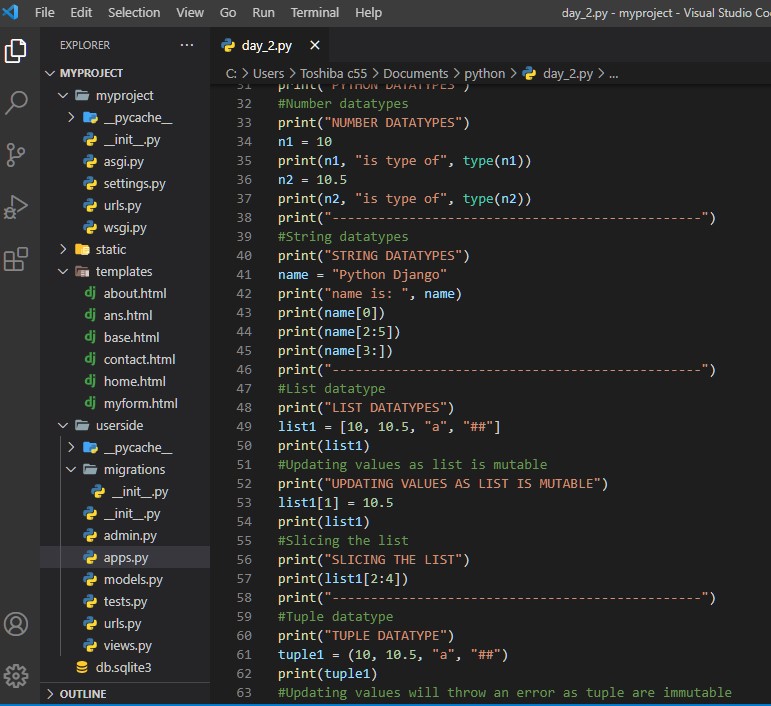 File Edit Selection View Go Run Terminal Help day_2.py - myproject - Visual Studio Co
EXPLORER ...
MYPROJECT
myproject
__pycache__
__init__.py
asgi.py
settings.py
urls.py
wsgi.py
static
templates
dj about.html
dj ans.html
dj base.html
dj contact.html
dj home.html
dj myform.html
userside
__pycache__
migrations
__init__.py
__init__.py
admin.py
apps.py
models.py
tests.py
urls.py
views.py
db.sqlite3
OUTLINE
day_2.py ×
C: > Users > Toshiba c55 > Documents > python > day_2.py > ...
31 print("PYTHON DATATYPES")
32 #Number datatypes
33 print("NUMBER DATATYPES")
34 n1 = 10
35 print(n1, "is type of", type(n1))
36 n2 = 10.5
37 print(n2, "is type of", type(n2))
38 print("-------------------------------------------------")
39 #String datatypes
40 print("STRING DATATYPES")
41 name = "Python Django"
42 print("name is: ", name)
43 print(name[0])
44 print(name[2:5])
45 print(name[3:])
46 print("-------------------------------------------------")
47 #List datatype
48 print("LIST DATATYPES")
49 list1 = [10, 10.5, "a", "##"]
50 print(list1)
51 #Updating values as list is mutable
52 print("UPDATING VALUES AS LIST IS MUTABLE")
53 list1[1] = 10.5
54 print(list1)
55 #Slicing the list
56 print("SLICING THE LIST")
57 print(list1[2:4])
58 print("-------------------------------------------------")
59 #Tuple datatype
60 print("TUPLE DATATYPE")
61 tuple1 = (10, 10.5, "a", "##")
62 print(tuple1)
63 #Updating values will throw an error as tuple are immutable